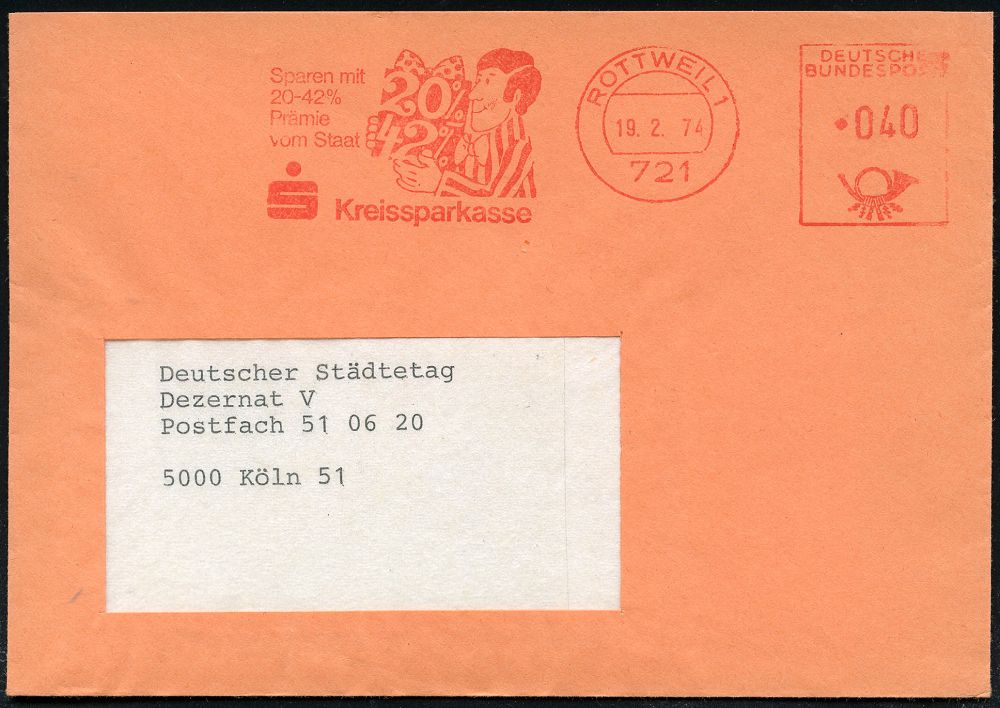 Sparen mit
20-42%
Prämie
vom Staat
20%
42%
Kreissparkasse
ROTTWEIL 1
19. 2. 74
721
DEUTSCHE
BUNDESPOST
040
Deutscher Städtetag
Dezernat V
Postfach 51 06 20
5000 Köln 51